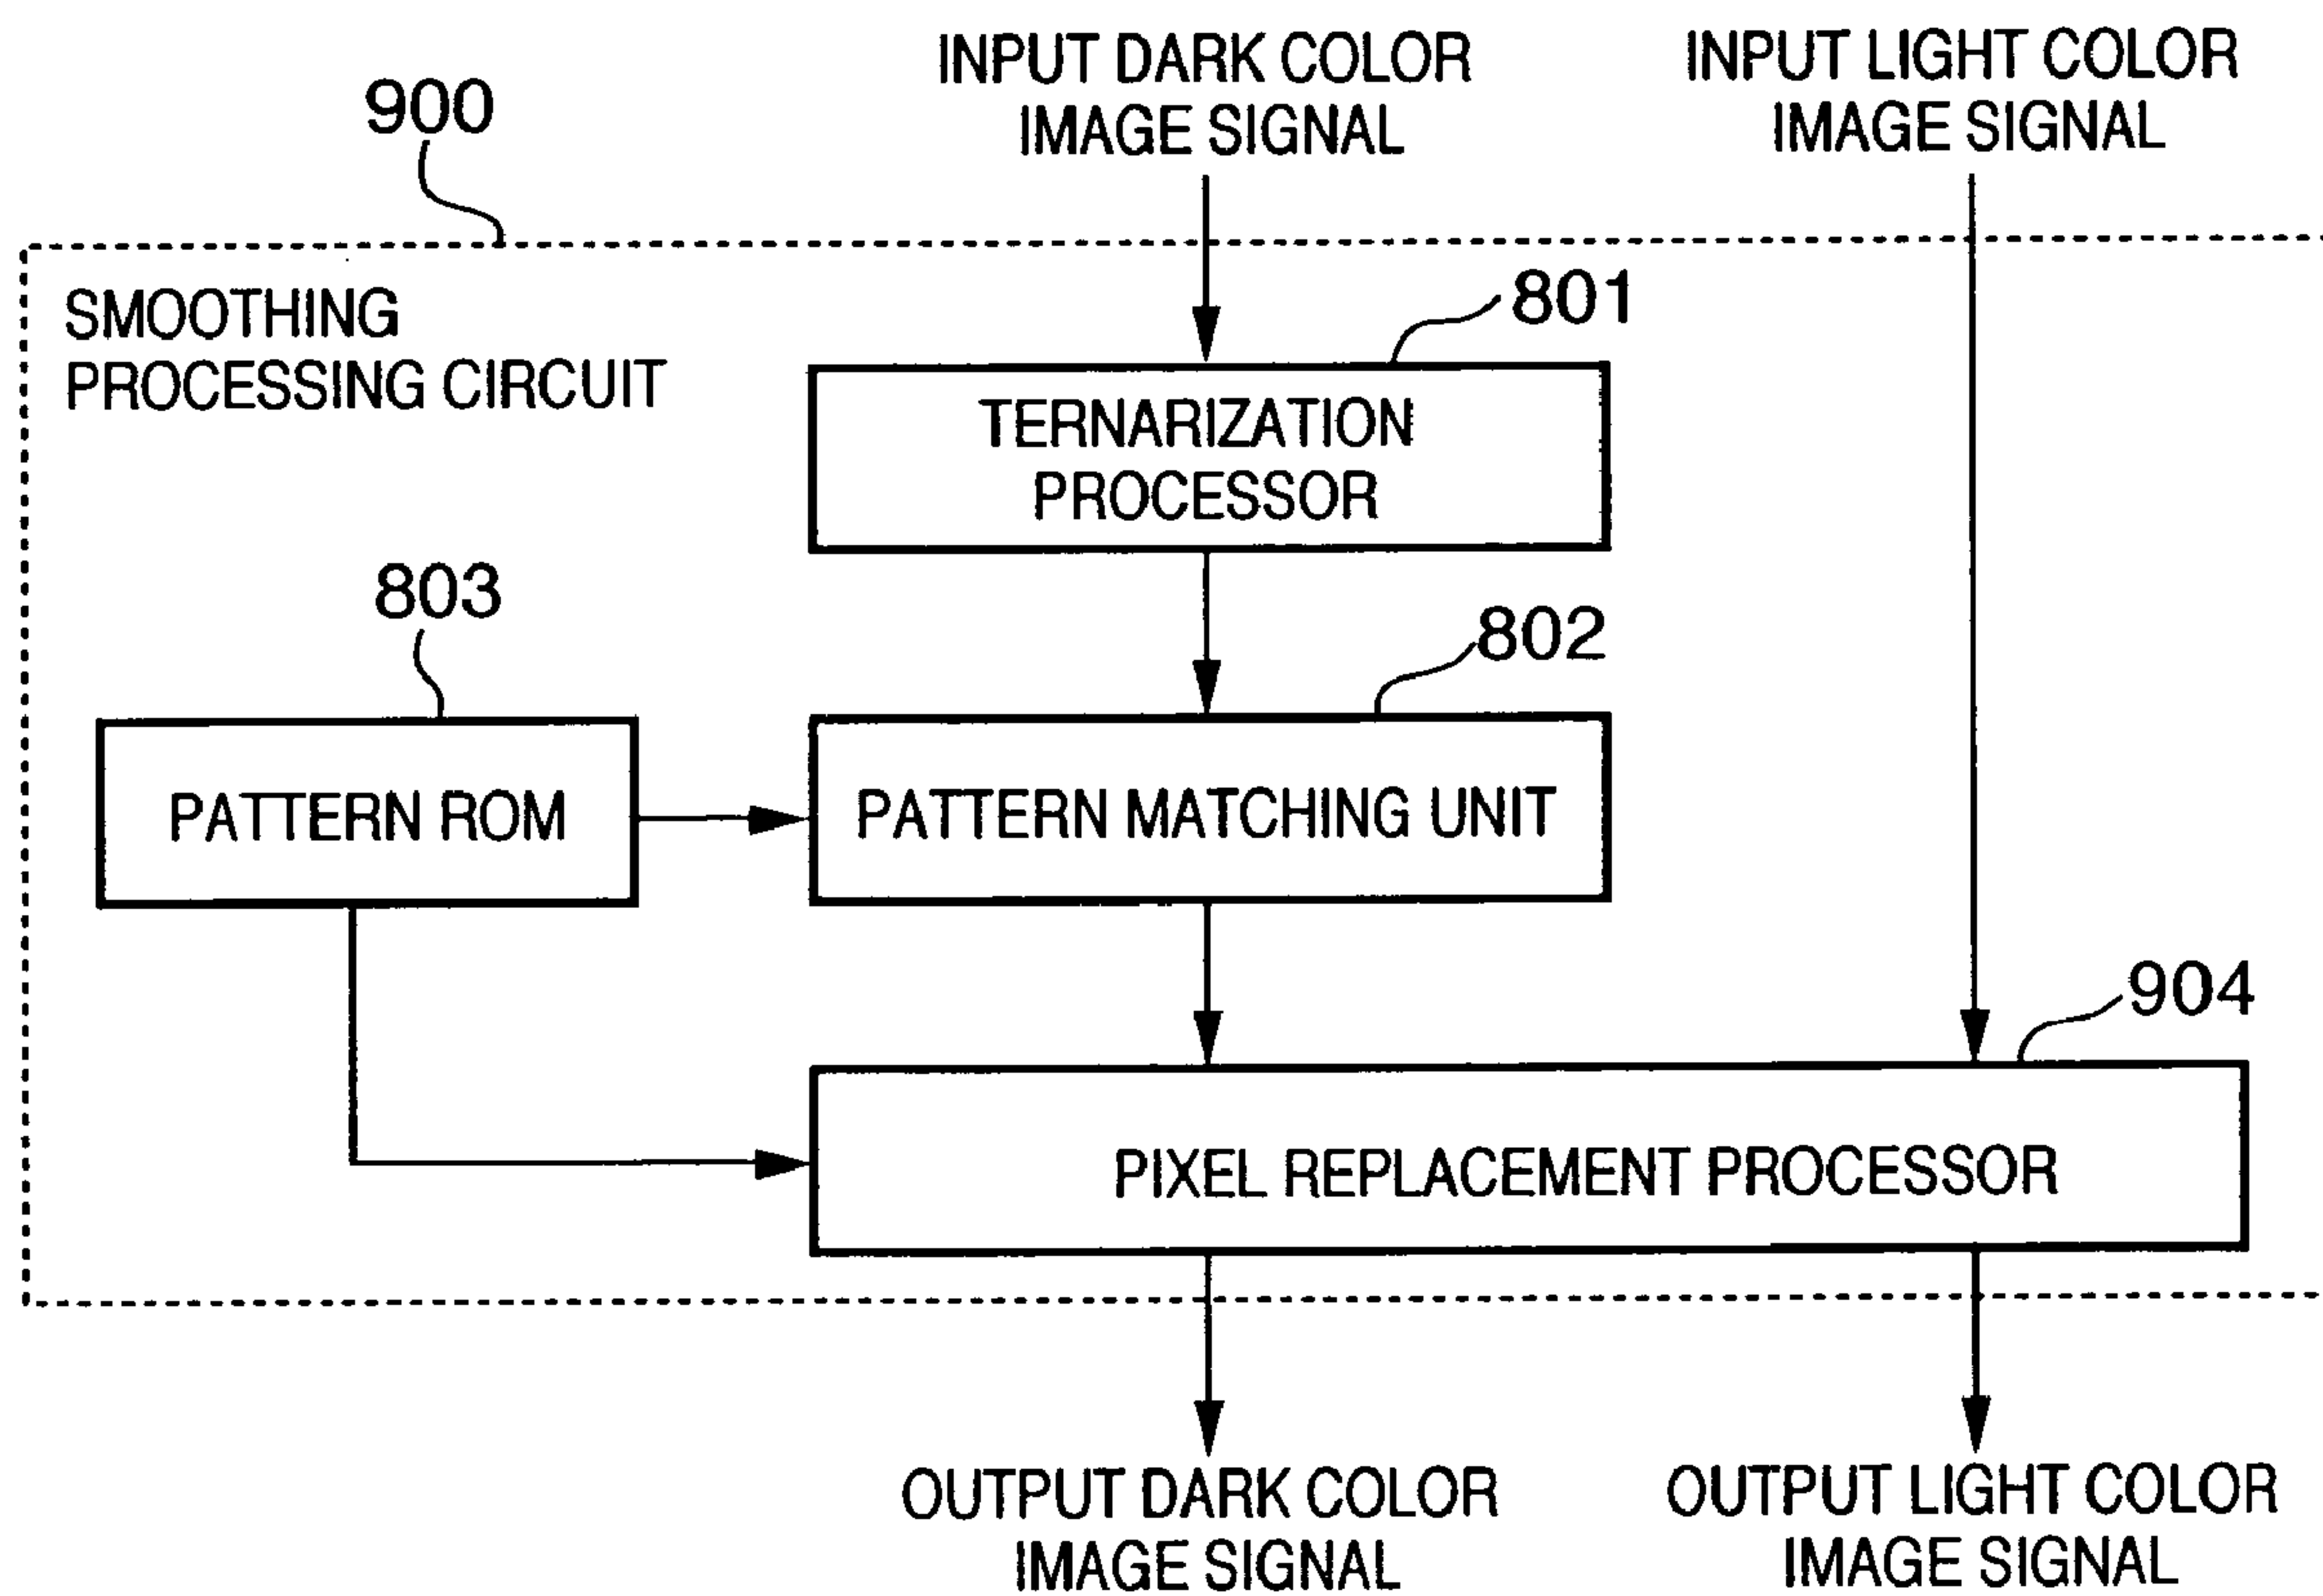 900
INPUT DARK COLOR
IMAGE SIGNAL
INPUT LIGHT COLOR
IMAGE SIGNAL
SMOOTHING
PROCESSING CIRCUIT
801
TERNARIZATION
PROCESSOR
803
802
PATTERN ROM
PATTERN MATCHING UNIT
904
PIXEL REPLACEMENT PROCESSOR
OUTPUT DARK COLOR
IMAGE SIGNAL
OUTPUT LIGHT COLOR
IMAGE SIGNAL